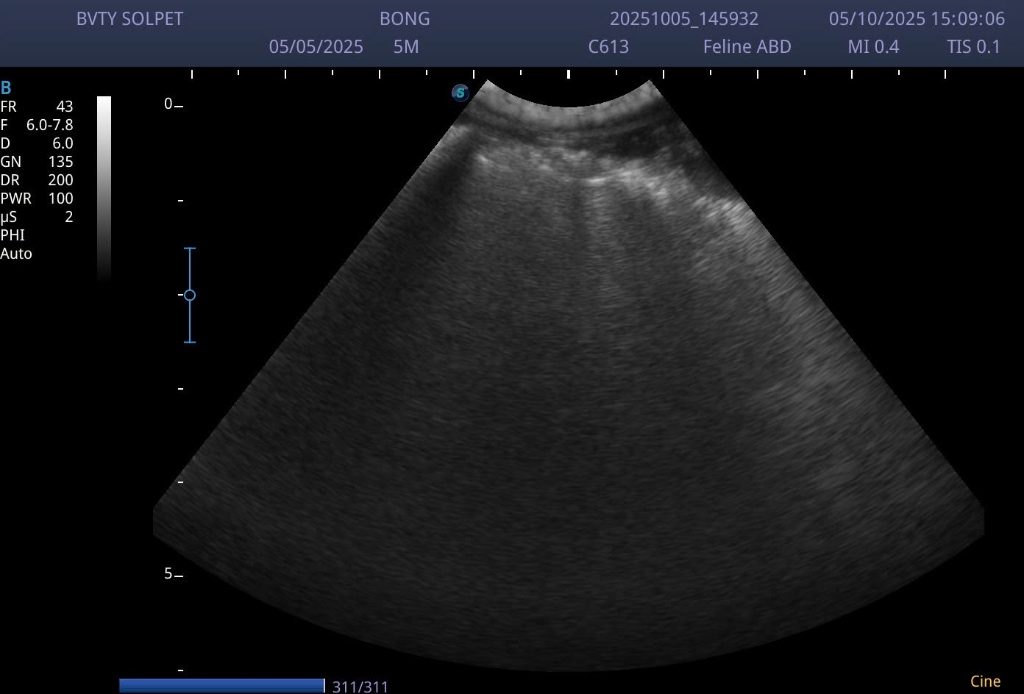 BVTY SOLPET BONG 20251005_145932 05/10/2025 15:09:06
05/05/2025 5M C613 Feline ABD MI 0.4 TIS 0.1
B
FR 43
F 6.0-7.8
D 6.0
GN 135
DR 200
PWR 100
µS 2
PHI
Auto
S
0
5
311/311
Cine